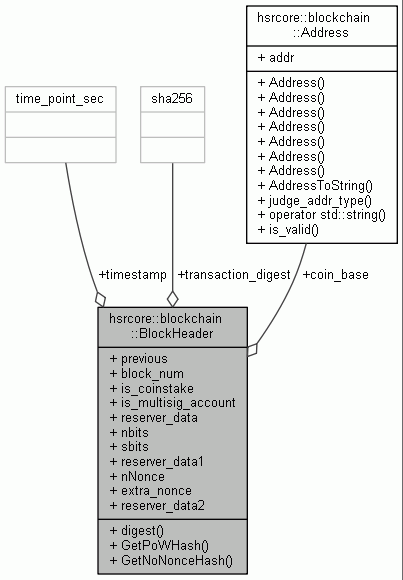 hsrcore::blockchain
::Address
+ addr
+ Address()
+ Address()
+ Address()
+ Address()
+ Address()
+ Address()
+ Address()
+ AddressToString()
+ judge_addr_type()
+ operator std::string()
+ is_valid()
time_point_sec
sha256
+timestamp
+transaction_digest
+coin_base
hsrcore::blockchain
::BlockHeader
+ previous
+ block_num
+ is_coinstake
+ is_multisig_account
+ reserver_data
+ nbits
+ sbits
+ reserver_data1
+ nNonce
+ extra_nonce
+ reserver_data2
+ digest()
+ GetPoWHash()
+ GetNoNonceHash()